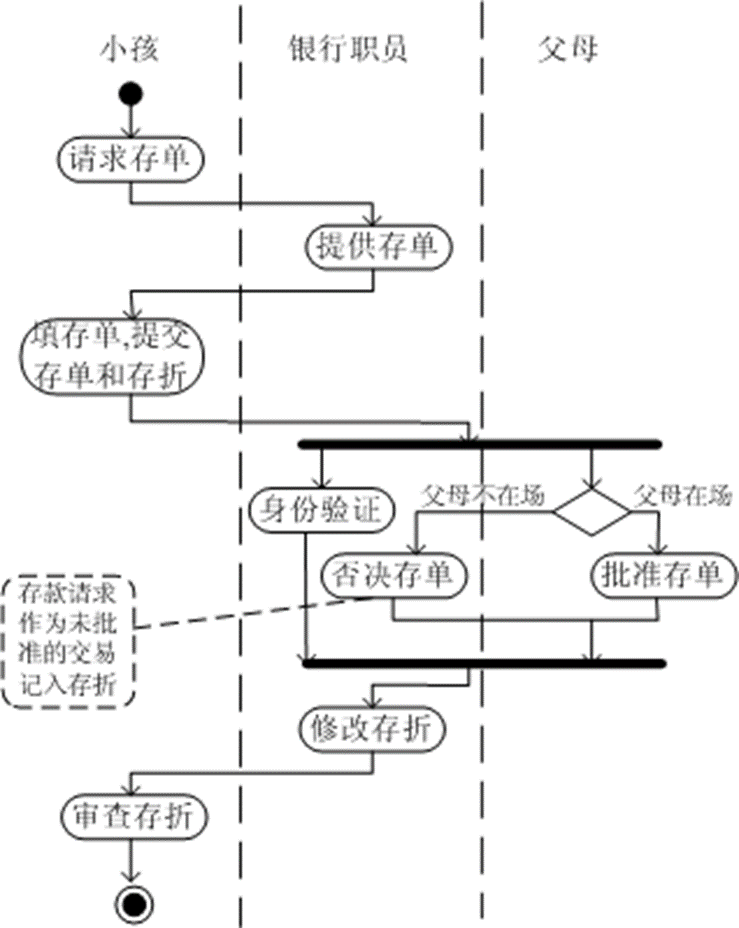 小孩
银行职员
父母
请求存单
提供存单
填存单,提交
存单和存折
身份验证
父母不在场
父母在场
否决存单
批准存单
存款请求
作为未批
准的交易
记入存折
修改存折
审查存折